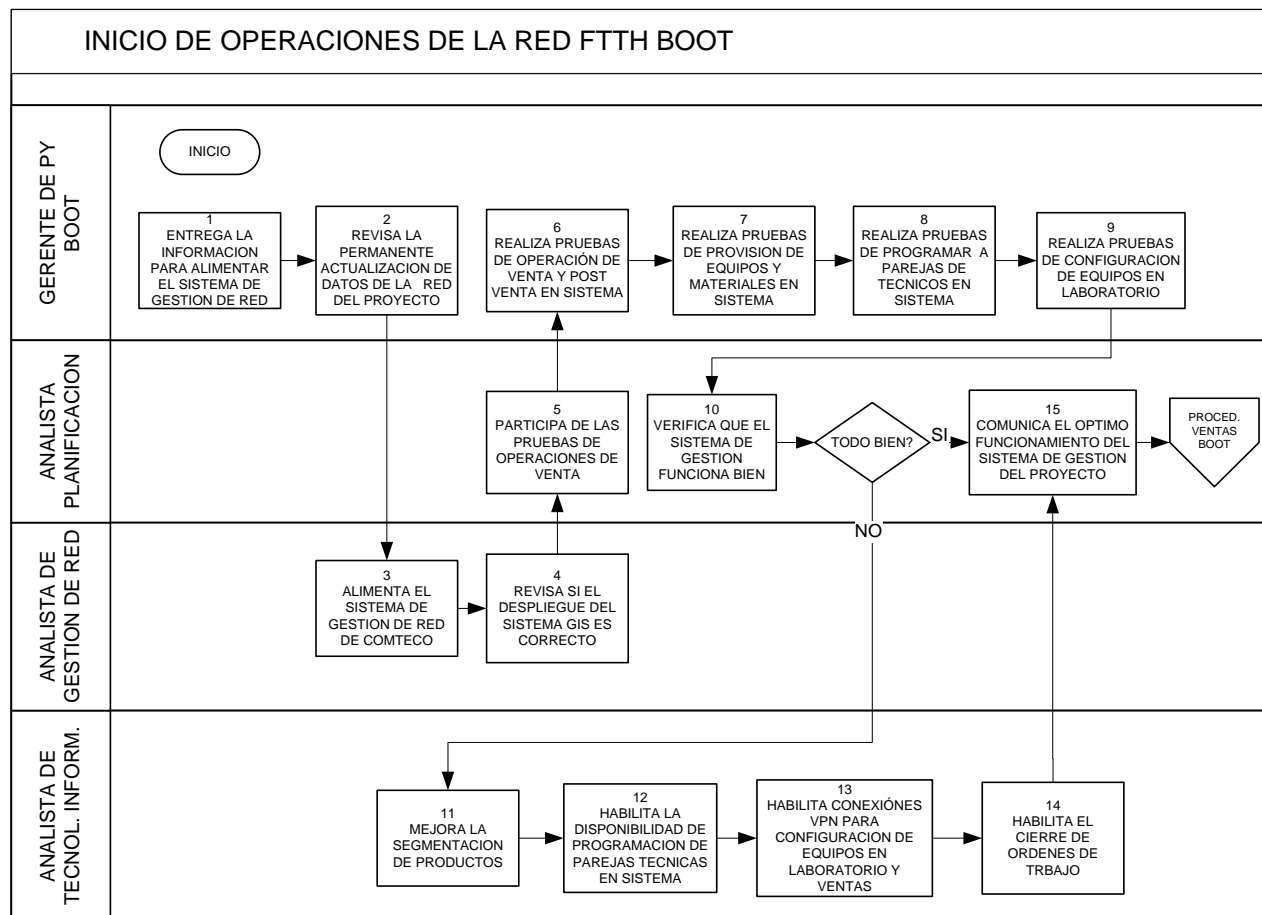 INICIO DE OPERACIONES DE LA RED FTTH BOOT
GERENTE DE PY
BOOT
INICIO
1
ENTREGA LA
INFORMACION
PARA ALIMENTAR
EL SISTEMA DE
GESTION DE RED
2
REVISA LA
PERMANENTE
ACTUALIZACION DE
DATOS DE LA RED
DEL PROYECTO
6
REALIZA PRUEBAS
DE OPERACIÓN DE
VENTA Y POST
VENTA EN SISTEMA
7
REALIZA PRUEBAS
DE PROVISION DE
EQUIPOS Y
MATERIALES EN
SISTEMA
8
REALIZA PRUEBAS
DE PROGRAMAR A
PAREJAS DE
TECNICOS EN
SISTEMA
9
REALIZA PRUEBAS
DE CONFIGURACION
DE EQUIPOS EN
LABORATORIO
ANALISTA
PLANIFICACION
5
PARTICIPA DE LAS
PRUEBAS DE
OPERACIONES DE
VENTA
10
VERIFICA QUE EL
SISTEMA DE
GESTION
FUNCIONA BIEN
TODO BIEN?
SI
NO
15
COMUNICA EL OPTIMO
FUNCIONAMIENTO DEL
SISTEMA DE GESTION
DEL PROYECTO
PROCED.
VENTAS
BOOT
ANALISTA DE
GESTION DE RED
3
ALIMENTA EL
SISTEMA DE
GESTION DE RED
DE COMTECO
4
REVISA SI EL
DESPLIEGUE DEL
SISTEMA GIS ES
CORRECTO
ANALISTA DE
TECNOL. INFORM.
11
MEJORA LA
SEGMENTACION
DE PRODUCTOS
12
HABILITA LA
DISPONIBILIDAD DE
PROGRAMACION DE
PAREJAS TECNICAS
EN SISTEMA
13
HABILITA CONEXIÓNES
VPN PARA
CONFIGURACION DE
EQUIPOS EN
LABORATORIO Y
VENTAS
14
HABILITA EL
CIERRE DE
ORDENES DE
TRBAJO